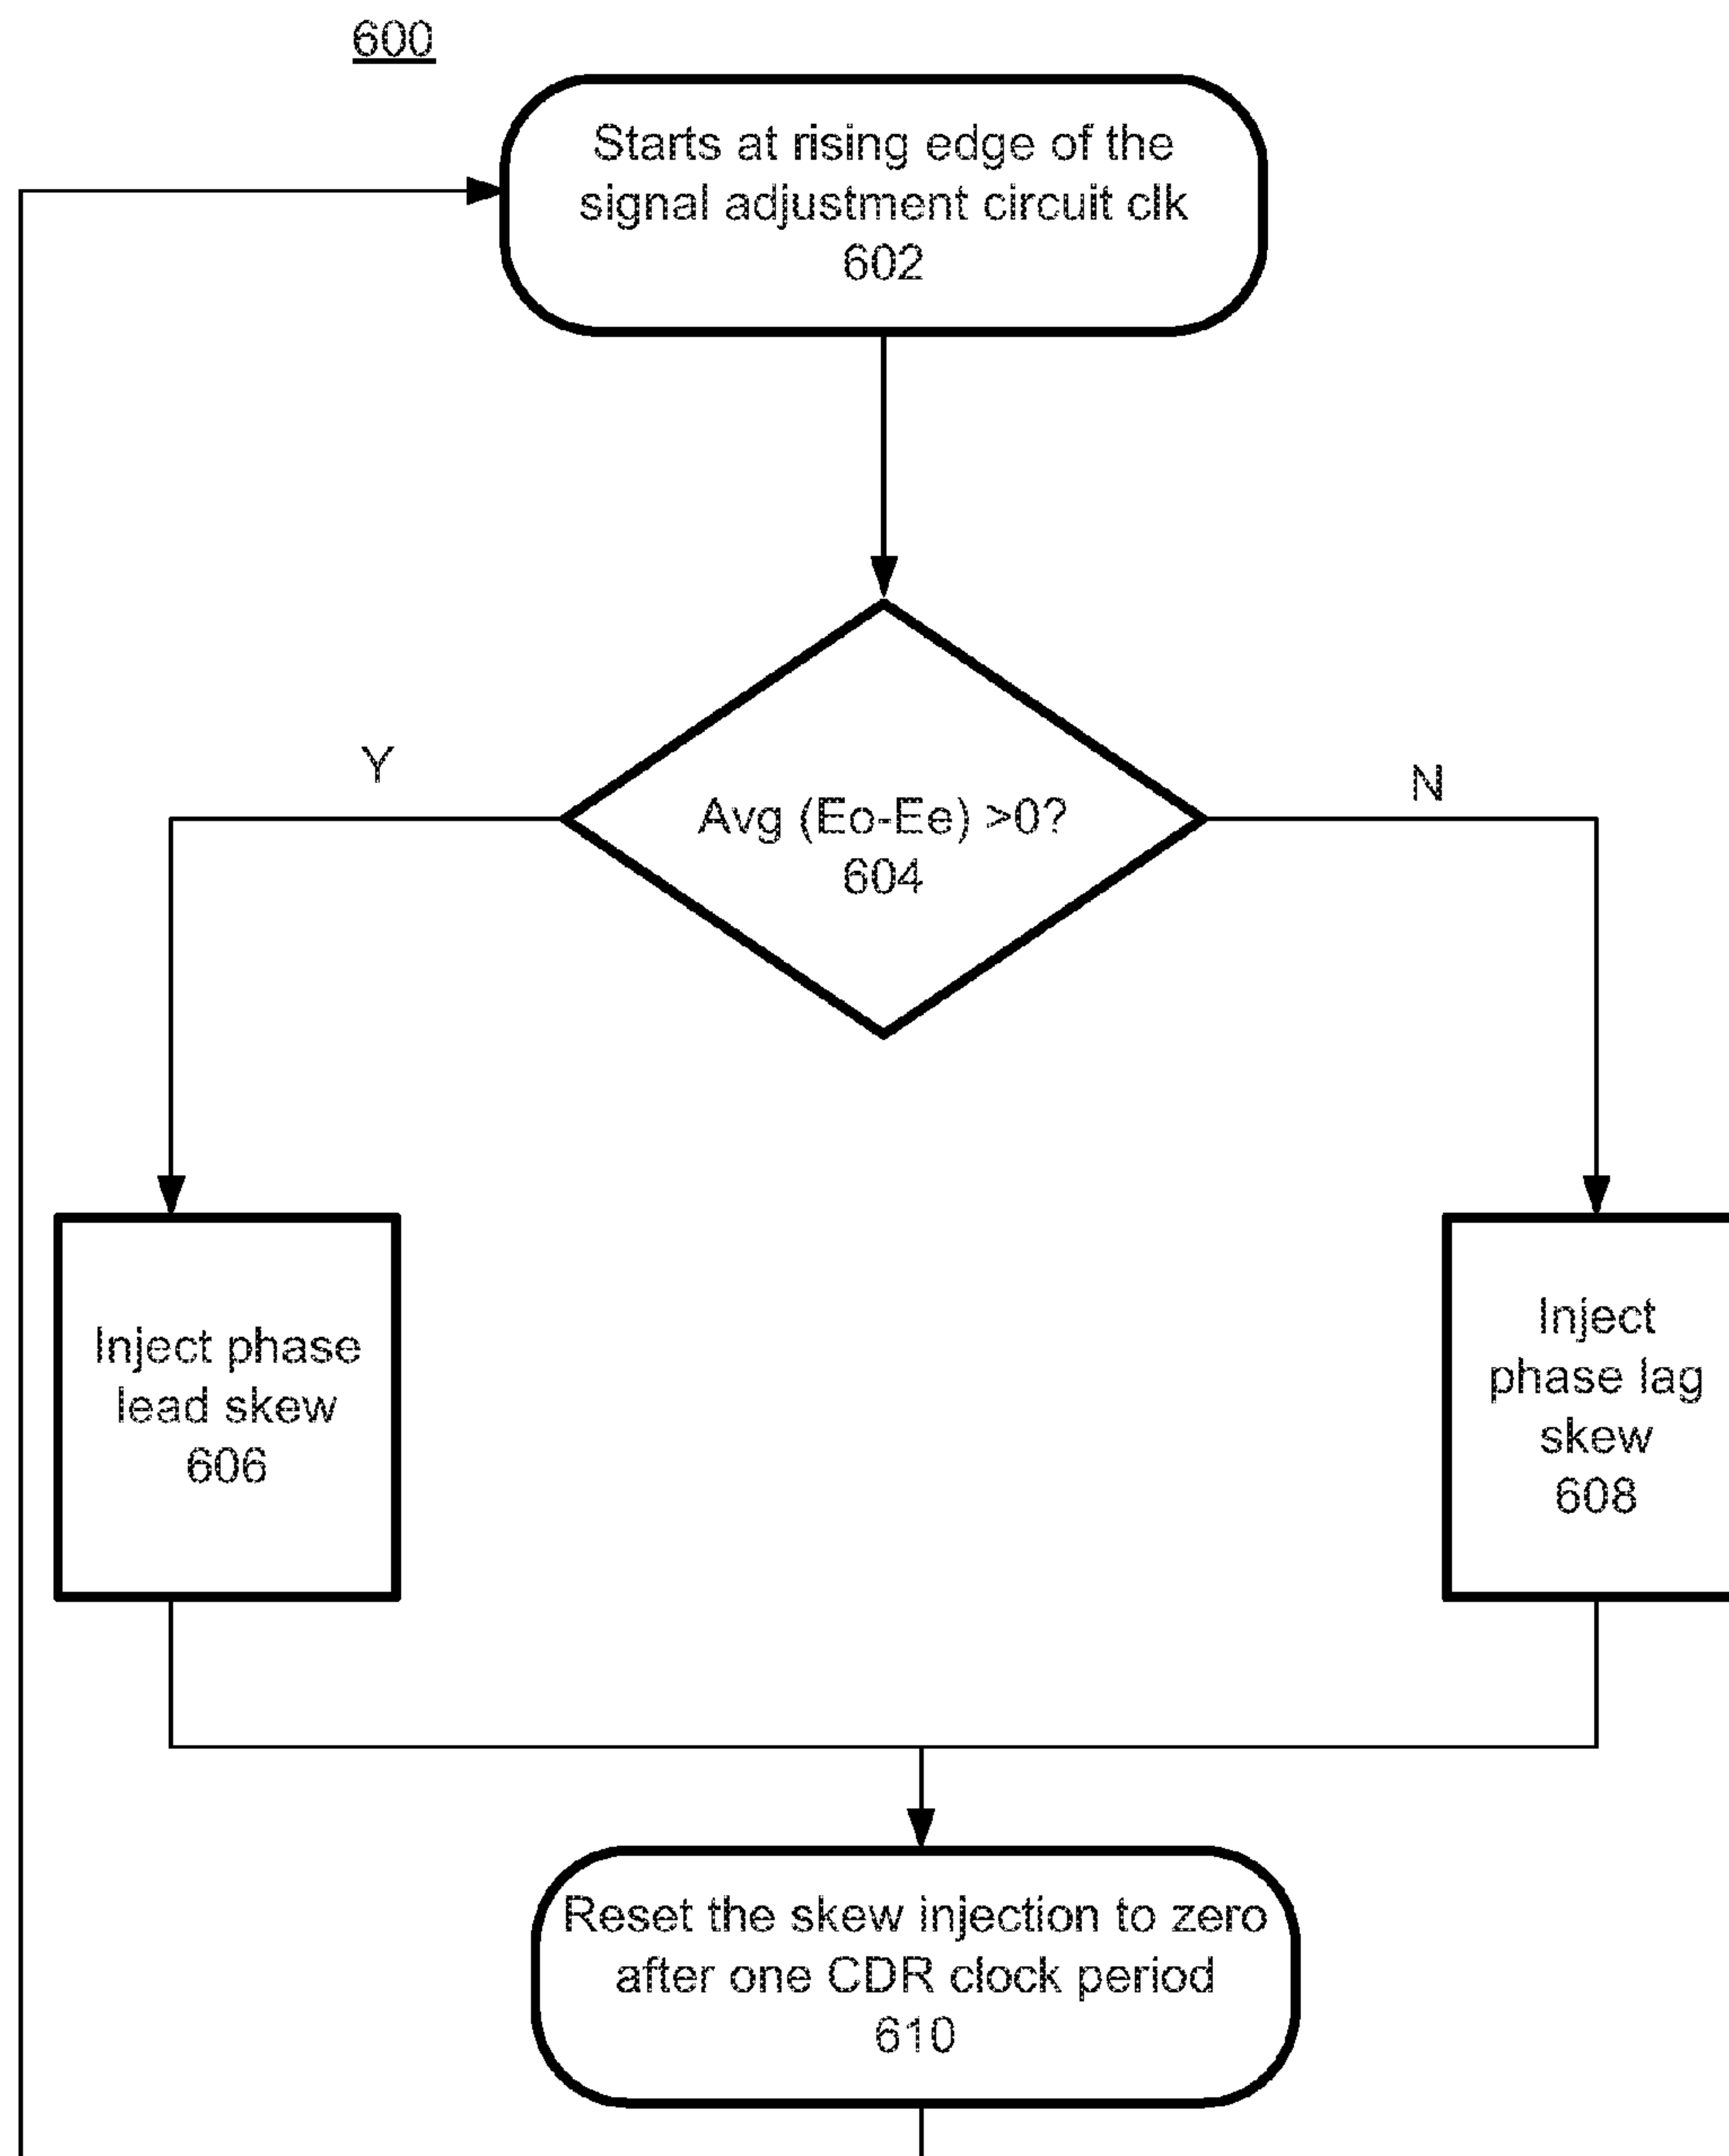 600
Starts at rising edge of the
signal adjustment circuit clk
602
Y
N
Avg (Eo-Ee) >0?
604
Inject phase
lead skew
606
Inject
phase lag
skew
608
Reset the skew injection to zero
after one CDR clock period
610